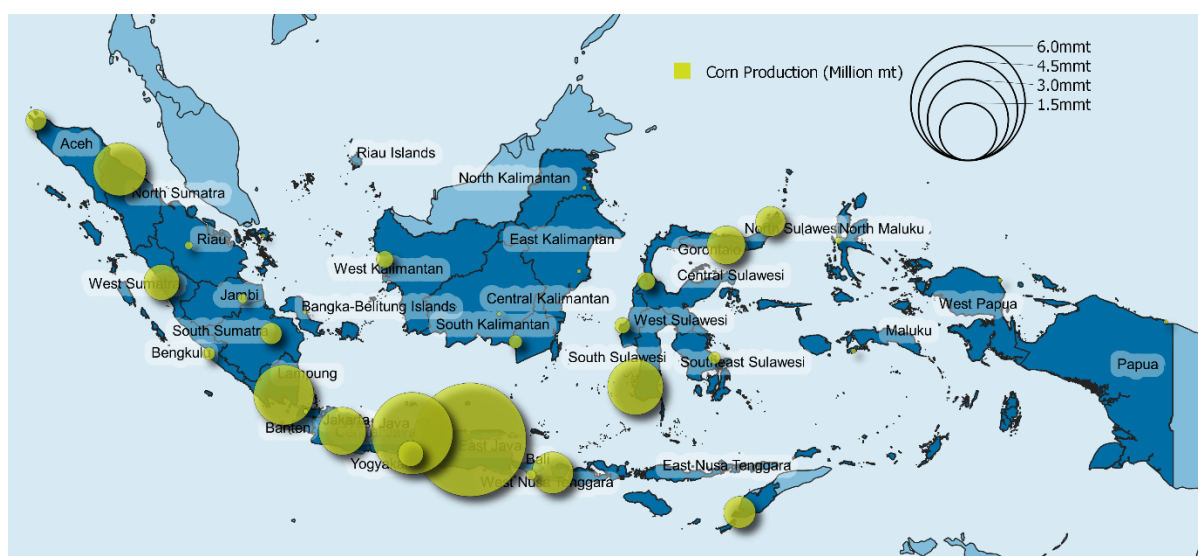 6.0mmt
Corn Production (Million mt)
4.5mmt
3.0mmt
1.5mmt
Aceh
Riau Islands
North Kalimantan
North Sumatra
North Sulawes
North Maluku
Riau
East Kalimantan
Gorontalo
West Kalimantan
Central Sulawesi
West Sumatra
Jambi
Central Kalimantan
Bangka-Belitung Islands
West Papua
South Sumatra
South Kalimantan
West Sulawesi
Maluku
Bengkulu
South Sulawesi
Southeast Sulawesi
Papua
Lampung
Jakarta
Java
Banten
East Java
Yogyaka
Bali
East Nusa Tenggara
West Nusa Tenggara